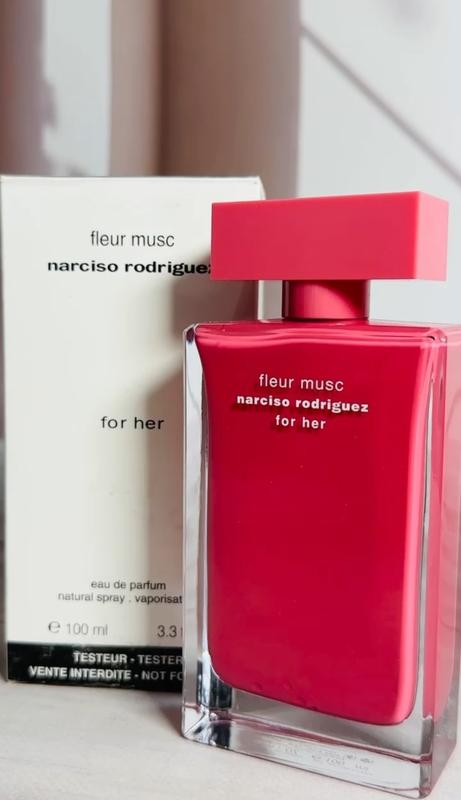 fleur musc
narciso rodriguez
for her
eau de parfum
natural spray . vaporisat
e 100 ml 3.3
TESTEUR - TESTER
VENTE INTERDITE - NOT FO
fleur musc
narciso rodriguez
for her